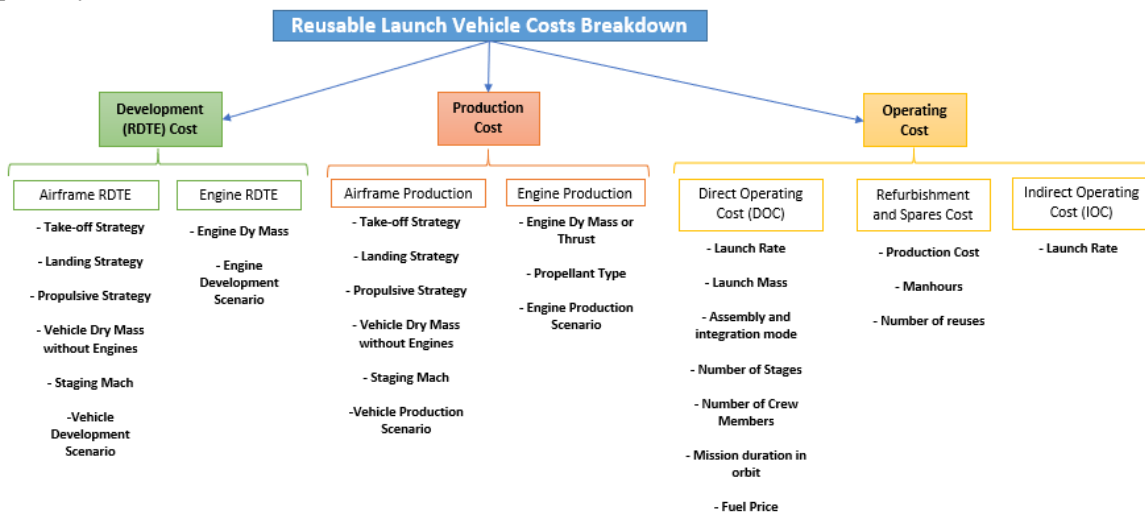 Reusable Launch Vehicle Costs Breakdown
Development
(RDTE) Cost
Production
Cost
Operating
Cost
Airframe RDTE
- Take-off Strategy
- Landing Strategy
- Propulsive Strategy
- Vehicle Dry Mass
without Engines
- Staging Mach
-Vehicle
Development
Scenario
Engine RDTE
- Engine Dy Mass
- Engine
Development
Scenario
Airframe Production
- Take-off Strategy
- Landing Strategy
- Propulsive Strategy
- Vehicle Dry Mass
without Engines
- Staging Mach
-Vehicle Production
Scenario
Engine Production
- Engine Dy Mass or
Thrust
- Propellant Type
- Engine Production
Scenario
Direct Operating
Cost (DOC)
- Launch Rate
- Launch Mass
- Assembly and
integration mode
- Number of Stages
- Number of Crew
Members
- Mission duration in
orbit
- Fuel Price
Refurbishment
and Spares Cost
- Production Cost
- Manhours
- Number of reuses
Indirect Operating
Cost (IOC)
- Launch Rate